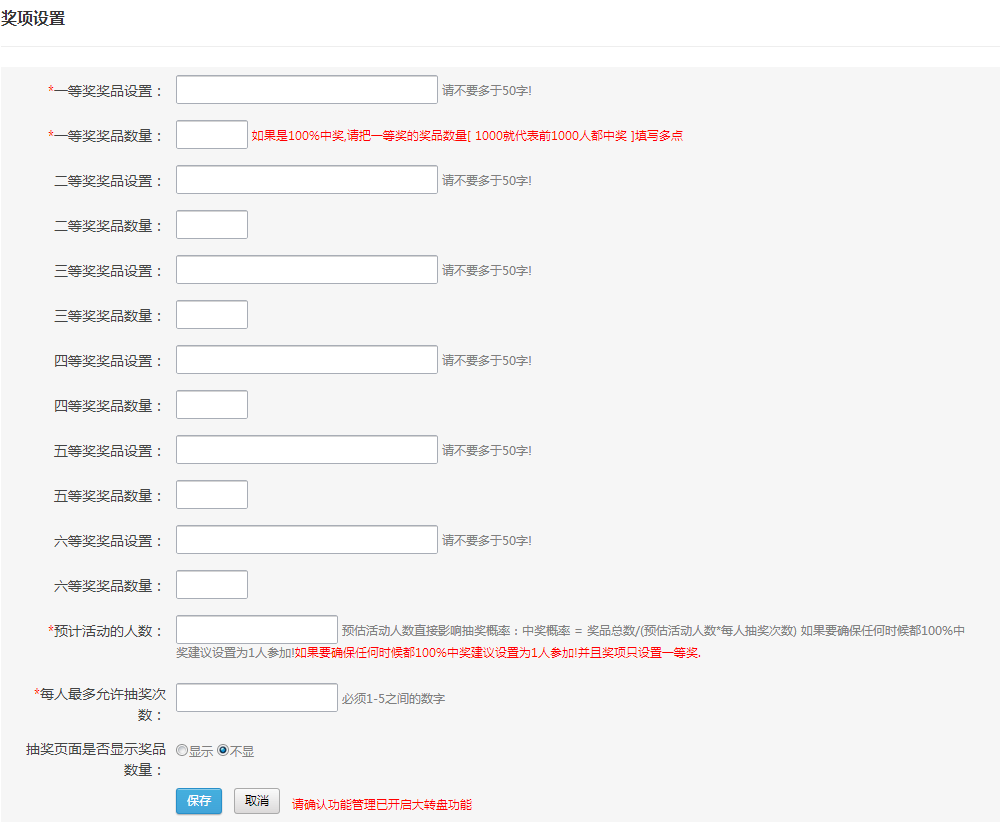 奖项设置
*一等奖奖品设置： 请不要多于50字!
*一等奖奖品数量： 如果是100%中奖,请把一等奖的奖品数量[ 1000就代表前1000人都中奖 ]填写多点
二等奖奖品设置： 请不要多于50字!
二等奖奖品数量：
三等奖奖品设置： 请不要多于50字!
三等奖奖品数量：
四等奖奖品设置： 请不要多于50字!
四等奖奖品数量：
五等奖奖品设置： 请不要多于50字!
五等奖奖品数量：
六等奖奖品设置： 请不要多于50字!
六等奖奖品数量：
*预计活动的人数： 预估活动人数直接影响抽奖概率：中奖概率 = 奖品总数/(预估活动人数*每人抽奖次数) 如果要确保任何时候都100%中
奖建议设置为1人参加!如果要确保任何时候都100%中奖建议设置为1人参加!并且奖项只设置一等奖.
*每人最多允许抽奖次
数： 必须1-5之间的数字
抽奖页面是否显示奖品
数量： 显示 不显
保存 取消 请确认功能管理已开启大转盘功能